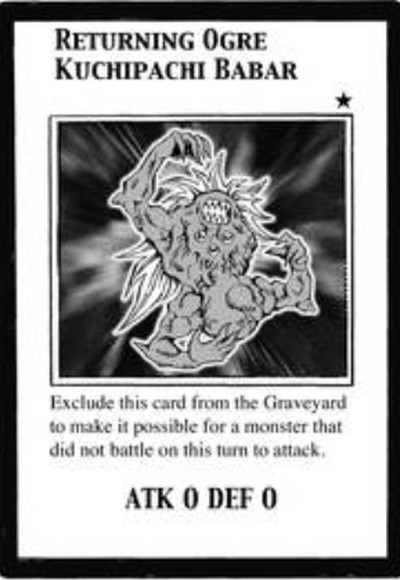 Returning Ogre
Kuchipachi Babar
Exclude this card from the Graveyard
to make it possible for a monster that
did not battle on this turn to attack.
ATK 0 DEF 0